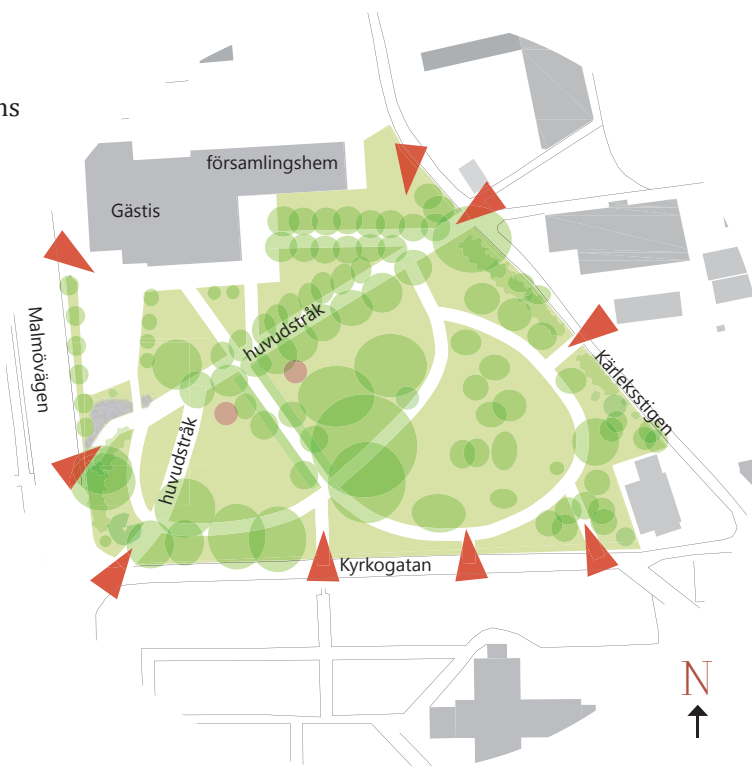 ns
församlingshem
Gästis
huvudstråk
Malmövägen
Kärleksstigen
huvudstråk
Kyrkogatan
N